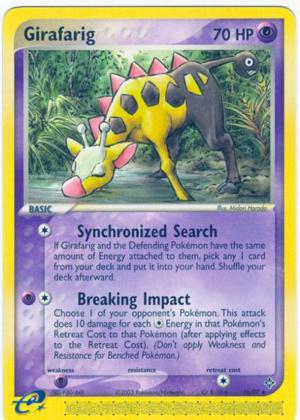 Girafarig
70 HP
Illus. Midori Harada
BASIC
Synchronized Search
If Girafarig and the Defending Pokémon have the same
amount of Energy attached to them, pick any 1 card
from your deck and put it into your hand. Shuffle your
deck afterward.
Breaking Impact
Choose 1 of your opponent's Pokémon. This attack
does 10 damage for each Energy in that Pokémon's
Retreat Cost to that Pokémon (after applying effects to
the Retreat Cost). (Don't apply Weakness and
Resistance for Benched Pokémon.)
weakness
resistance
retreat cost
©2003 Pokémon/Nintendo
16/97
e